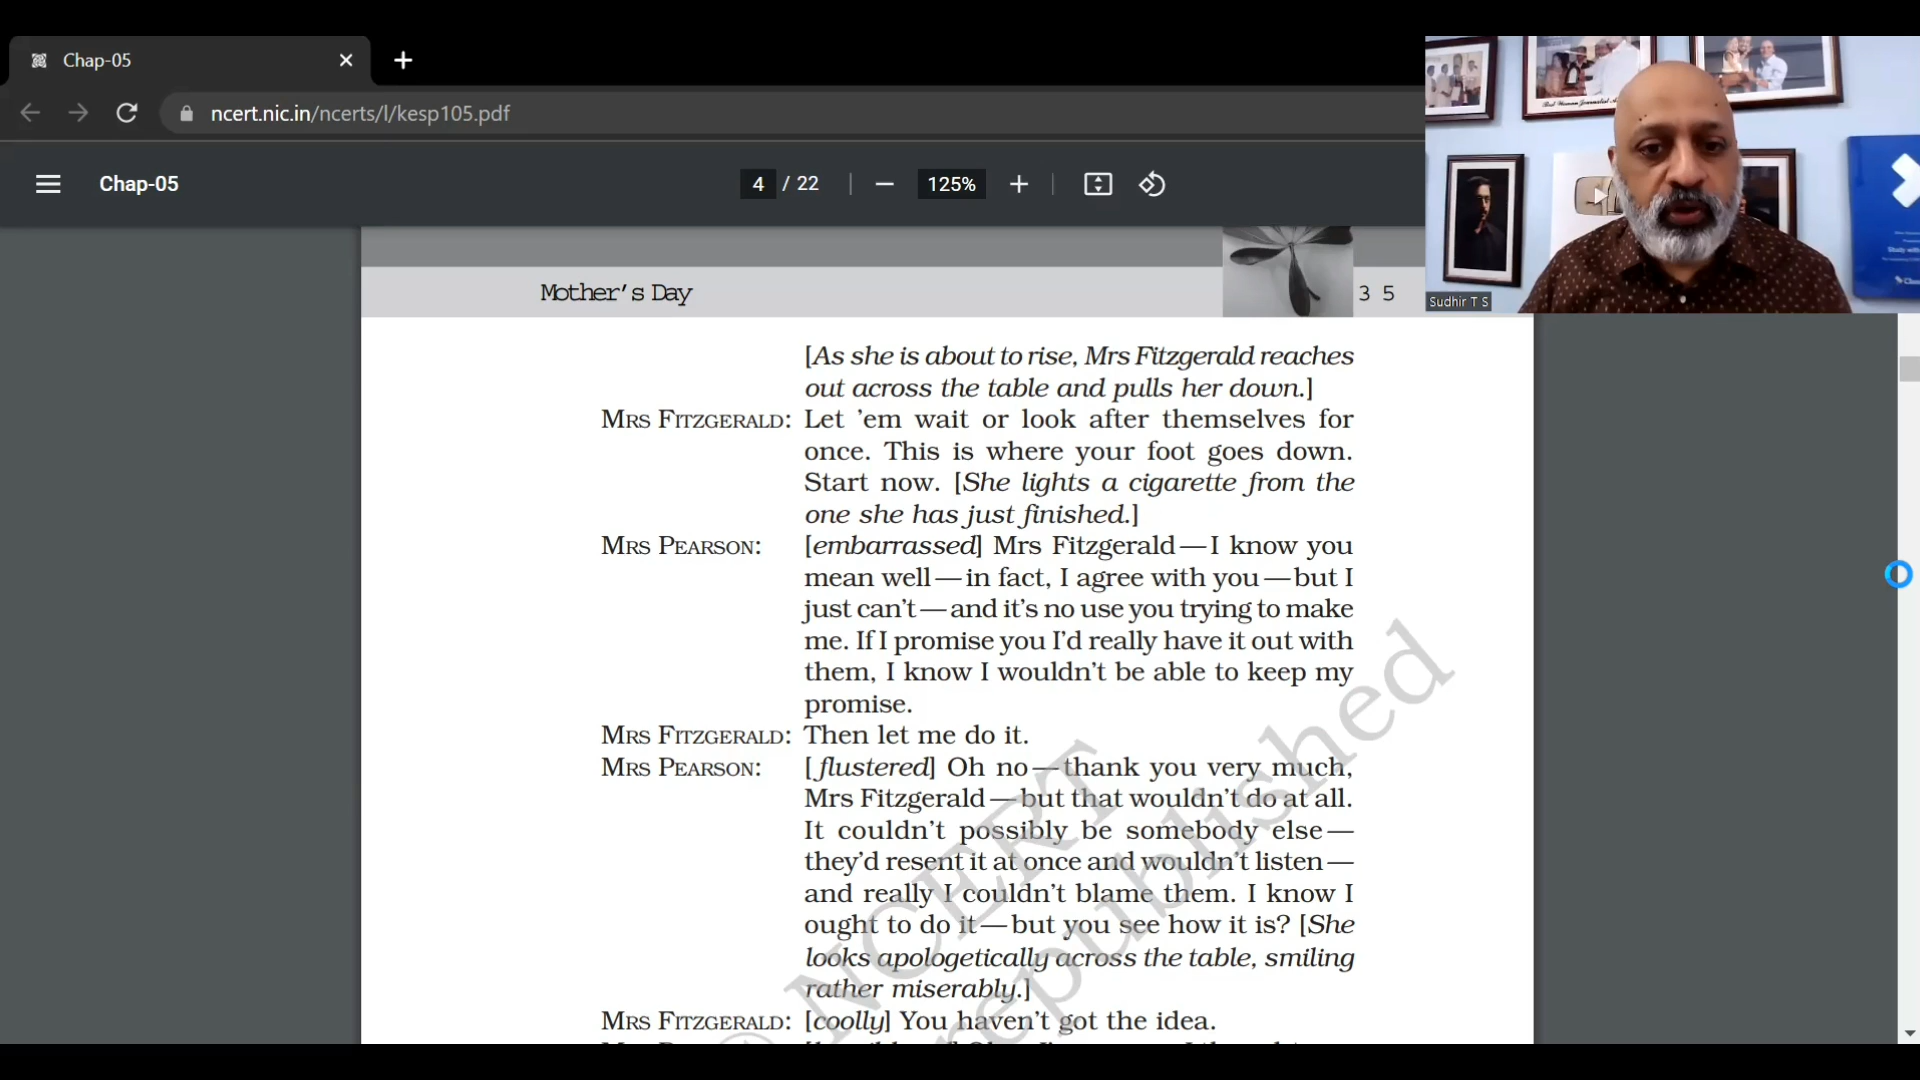 Chap-05
ncert.nic.in/ncerts/l/kesp105.pdf
Chap-05
4 / 22
125%
Sudhir T S
Mother's Day
35
[As she is about to rise, Mrs Fitzgerald reaches
out across the table and pulls her down.]
MRS FITZGERALD: Let 'em wait or look after themselves for
once. This is where your foot goes down.
Start now. [She lights a cigarette from the
one she has just finished.]
MRS PEARSON: [embarrassed] Mrs Fitzgerald—I know you
mean well—in fact, I agree with you—but I
just can't—and it's no use you trying to make
me. If I promise you I'd really have it out with
them, I know I wouldn't be able to keep my
promise.
MRS FITZGERALD: Then let me do it.
MRS PEARSON: [flustered] Oh no—thank you very much,
Mrs Fitzgerald—but that wouldn't do at all.
It couldn't possibly be somebody else—
they'd resent it at once and wouldn't listen—
and really I couldn't blame them. I know I
ought to do it—but you see how it is? [She
looks apologetically across the table, smiling
rather miserably.]
MRS FITZGERALD: [coolly] You haven't got the idea.
© NCERT
republished